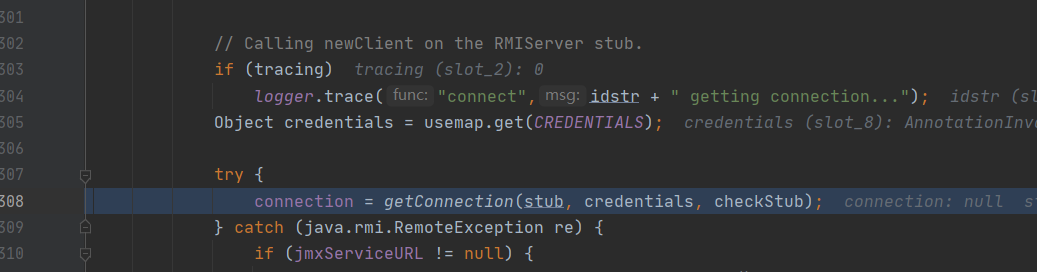 301
302 // Calling newClient on the RMIServer stub.
303 if (tracing) tracing (slot_2): 0
304 logger.trace( func: "connect", msg: idstr + " getting connection..."); idstr (sl
305 Object credentials = usemap.get(CREDENTIALS); credentials (slot_8): AnnotationInvo
306
307 try {
308 connection = getConnection(stub, credentials, checkStub); connection: null st
309 } catch (java.rmi.RemoteException re) {
310 if (jmxServiceURL != null) {